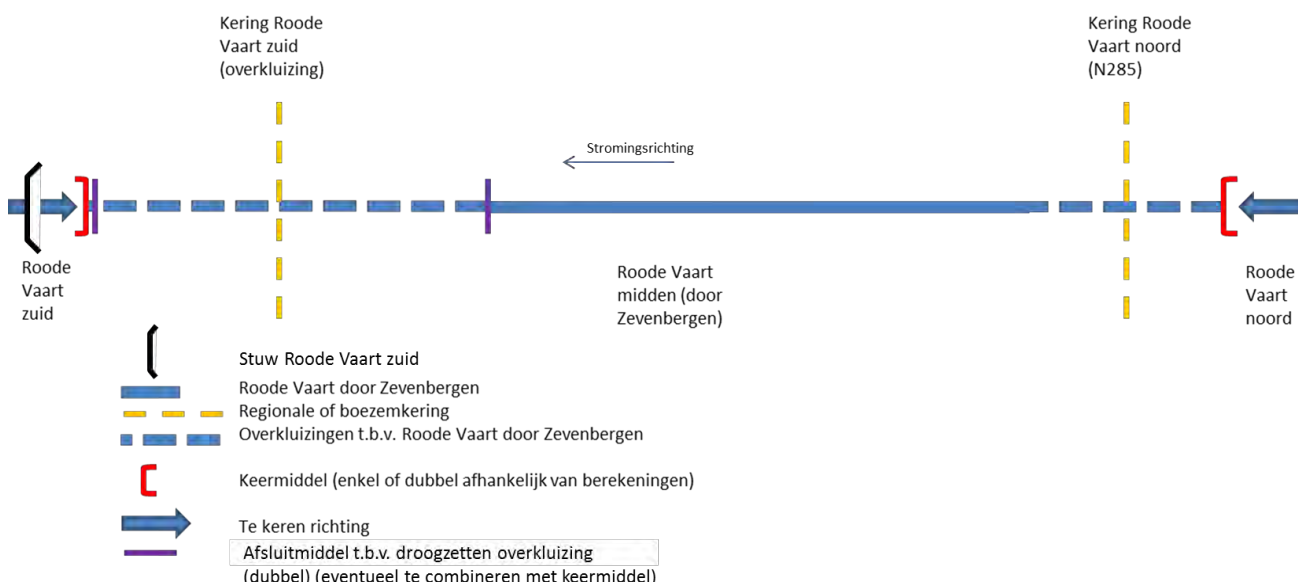 Kering Roode
Vaart zuid
(overkluizing)
Kering Roode
Vaart noord
(N285)
Stromingsrichting
Roode
Vaart
zuid
Roode Vaart
midden (door
Zevenbergen)
Roode
Vaart
noord
Stuw Roode Vaart zuid
Roode Vaart door Zevenbergen
Regionale of boezemkering
Overkluizingen t.b.v. Roode Vaart door Zevenbergen
Keermiddel (enkel of dubbel afhankelijk van berekeningen)
Te keren richting
Afsluitmiddel t.b.v. droogzetten overkluizing
(dubbel) (eventueel te combineren met keermiddel)